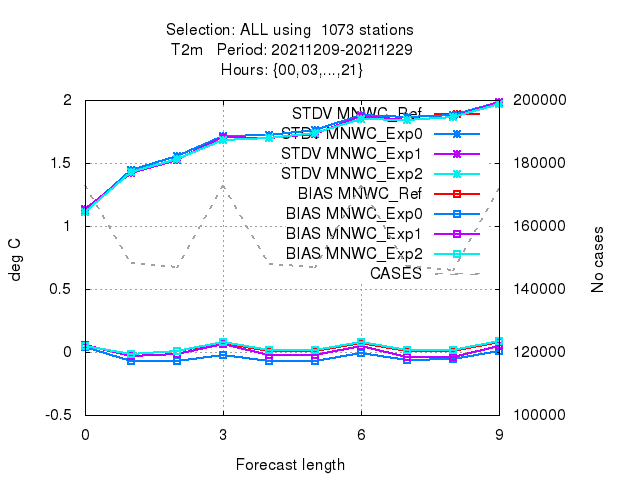 Selection: ALL using  1073 stations
T2m   Period: 20211209-20211229
Hours: {00,03,...,21}
2
1.5
1
0.5
0
-0.5
200000
180000
160000
140000
120000
100000
0
3
6
9
deg C
No cases
Forecast length
STDV MNWC_Ref
STDV MNWC_Exp0
STDV MNWC_Exp1
STDV MNWC_Exp2
BIAS MNWC_Ref
BIAS MNWC_Exp0
BIAS MNWC_Exp1
BIAS MNWC_Exp2
CASES